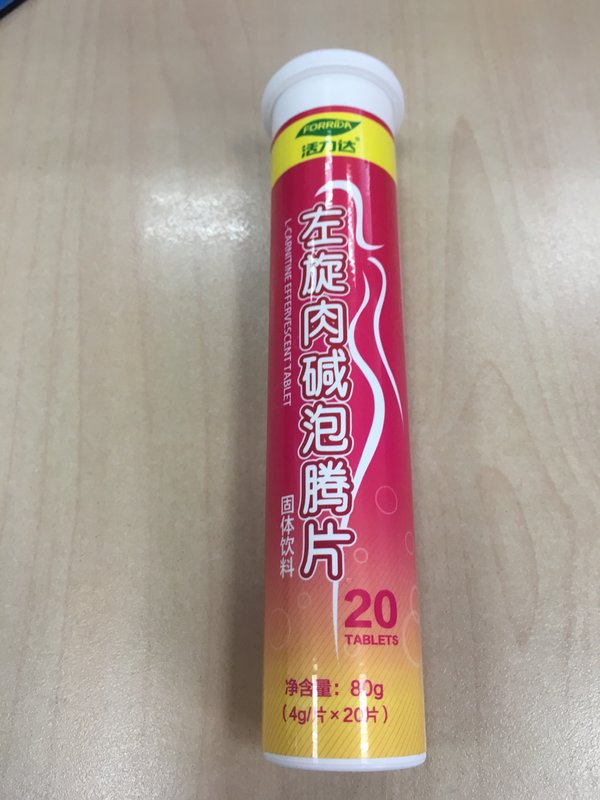 FORRIDA
活力达®
左旋肉碱泡腾片
L-CARNITINE EFFERVESCENT TABLET
固体饮料
20
TABLETS
净含量：80g
（4g/片×20片）